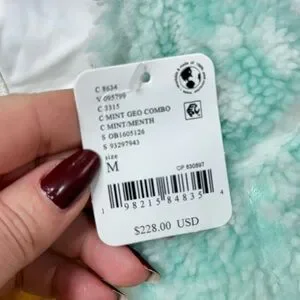 C 8634
V 095799
C 3315
C MINT GEO COMBO
C MINT/MENTH
S OB1605126
S 93297943
size
M
CP 530897
1 98215 84835 4
$228.00 USD